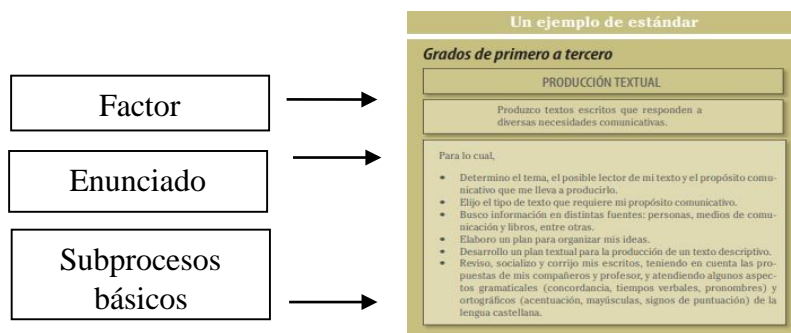 Factor
Enunciado
Subprocesos
básicos
Un ejemplo de estándar
Grados de primero a tercero
PRODUCCIÓN TEXTUAL
Produzco textos escritos que responden a
diversas necesidades comunicativas.
Para lo cual,
• Determino el tema, el posible lector de mi texto y el propósito comu-
nicativo que me lleva a producirlo.
• Elijo el tipo de texto que requiere mi propósito comunicativo.
• Busco información en distintas fuentes: personas, medios de comu-
nicación y libros, entre otras.
• Elaboro un plan para organizar mis ideas.
• Desarrollo un plan textual para la producción de un texto descriptivo.
• Reviso, socializo y corrijo mis escritos, teniendo en cuenta las pro-
puestas de mis compañeros y profesor, y atendiendo algunos aspec-
tos gramaticales (concordancia, tiempos verbales, pronombres) y
ortográficos (acentuación, mayúsculas, signos de puntuación) de la
lengua castellana.